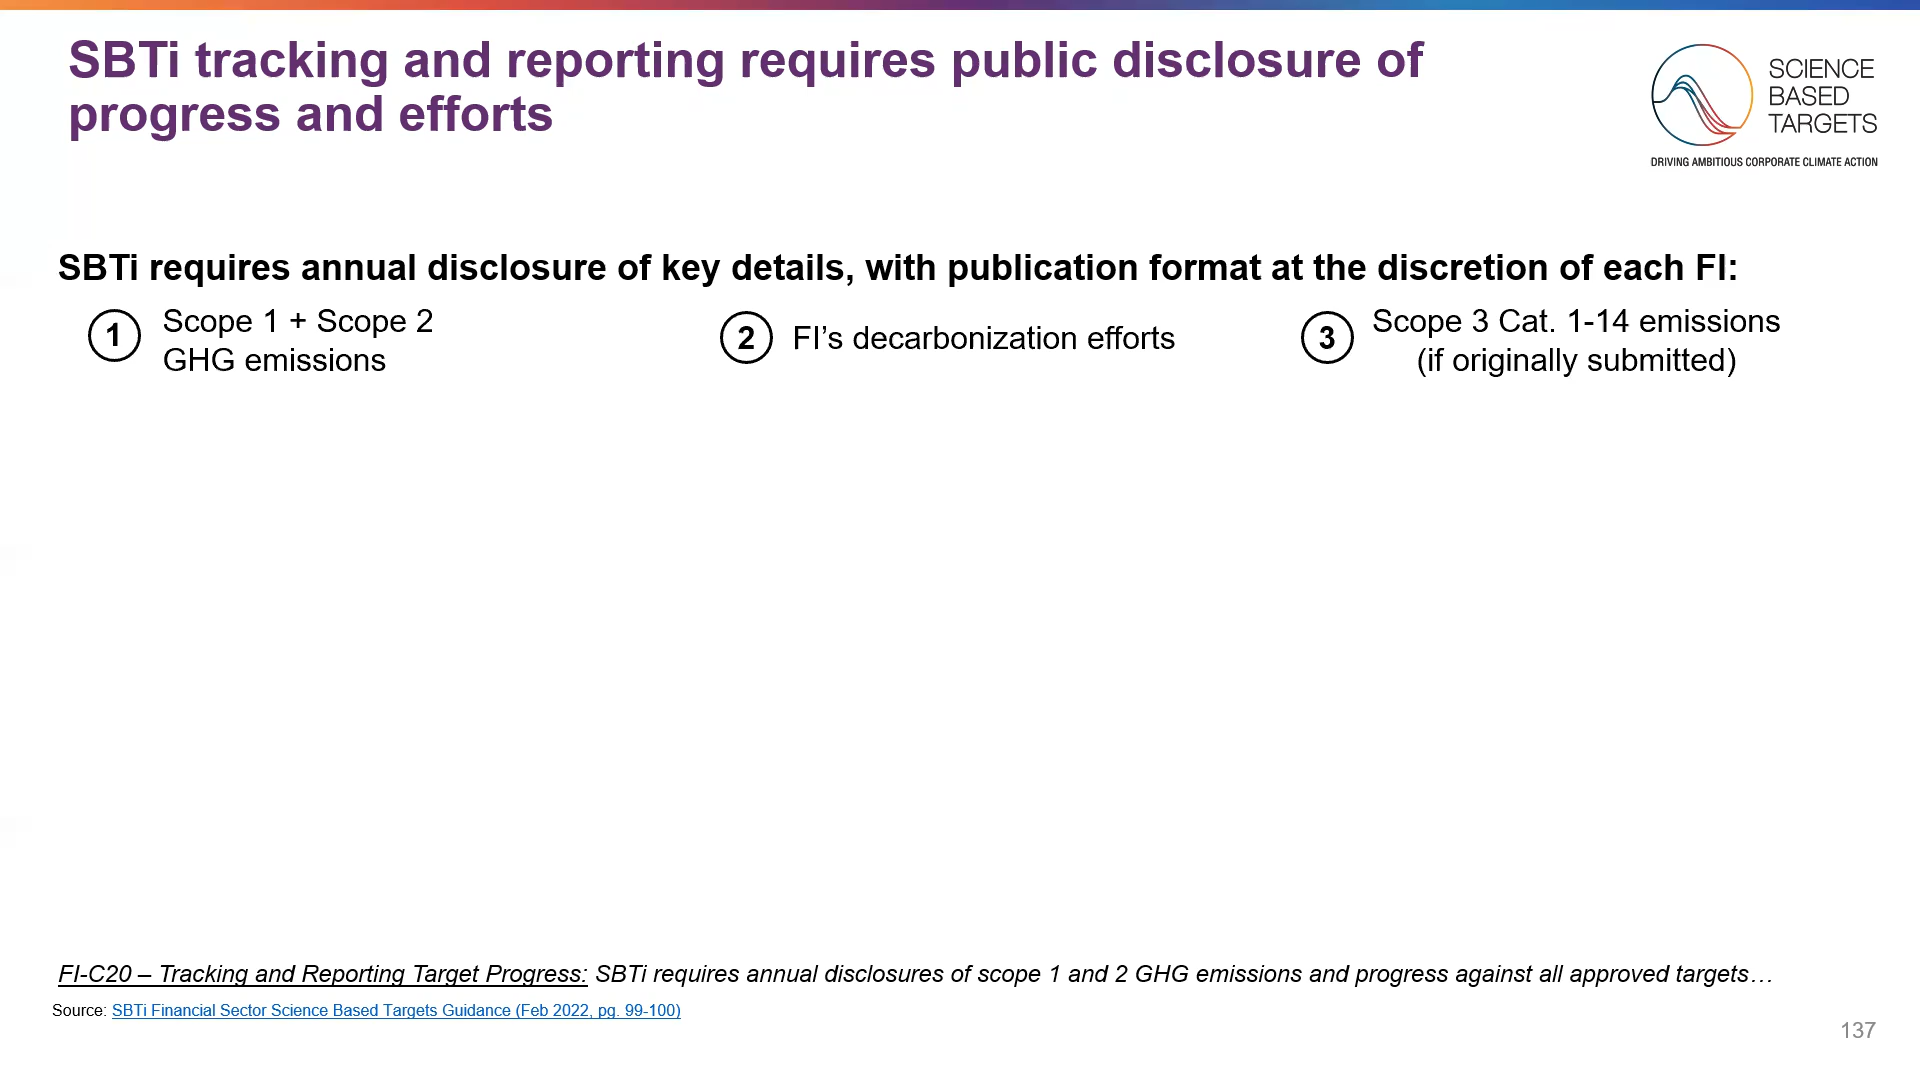 SBTi tracking and reporting requires public disclosure of
progress and efforts
SCIENCE
BASED
TARGETS
DRIVING AMBITIOUS CORPORATE CLIMATE ACTION
SBTi requires annual disclosure of key details, with publication format at the discretion of each FI:
1 Scope 1 + Scope 2
GHG emissions
2 FI’s decarbonization efforts
3 Scope 3 Cat. 1-14 emissions
(if originally submitted)
FI-C20 – Tracking and Reporting Target Progress: SBTi requires annual disclosures of scope 1 and 2 GHG emissions and progress against all approved targets…
Source: SBTi Financial Sector Science Based Targets Guidance (Feb 2022, pg. 99-100)
137